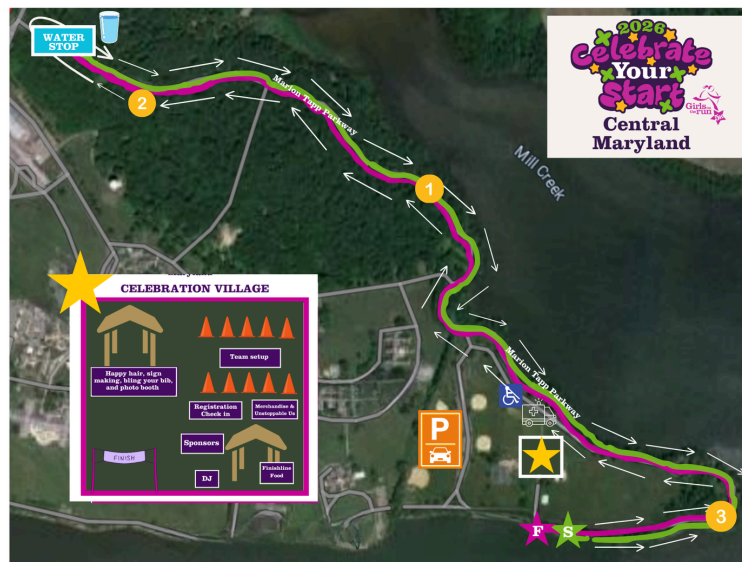 WATER
STOP
2
Marion Tapp Parkway
1
Mill Creek
2026
Celebrate
Your
Start
Girls on
the run
Central
Maryland
CELEBRATION VILLAGE
Happy hair, sign
making, bling your bib,
and photo booth
Team setup
Registration
Check in
Merchandise &
Unstoppable Us
Sponsors
FINISH
DJ
Finishline
Food
P
Marion Tapp Parkway
F
S
3